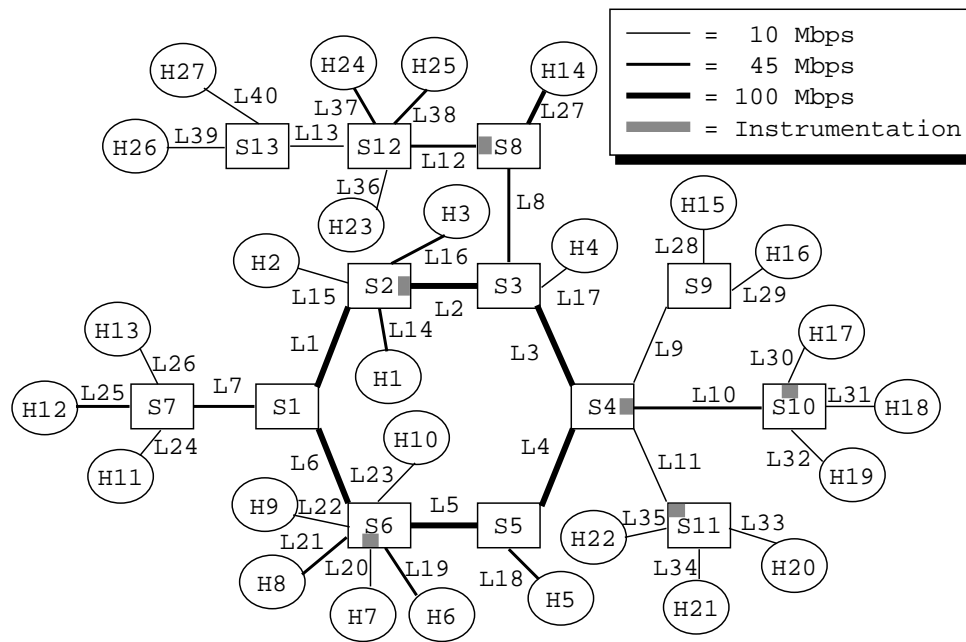 = 10 Mbps
= 45 Mbps
= 100 Mbps
= Instrumentation
H24
H25
H14
H27
L40
L37
L38
L27
L39
L13
H26
S13
S12
S8
L12
L36
H23
H3
L8
H15
H2
L16
H4
L28
H16
S2
S3
S9
L15
L2
L17
L29
L14
H13
L1
L3
H17
H1
L9
L26
L30
L25
L7
L10
L31
H12
S7
S1
S4
S10
H18
L24
H10
L4
L32
H11
L6
L23
L11
H19
H9
L22
L5
L35
L33
S6
S5
S11
L21
H22
L20
L19
L18
L34
H20
H8
H7
H6
H5
H21